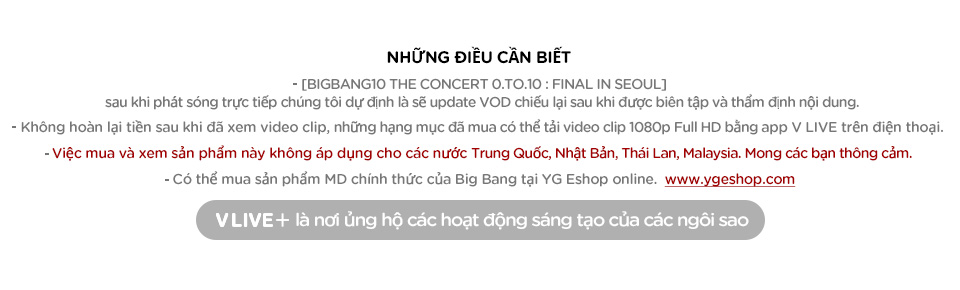 NHỮNG ĐIỀU CẦN BIẾT
- [BIGBANG10 THE CONCERT 0.TO.10 : FINAL IN SEOUL]
sau khi phát sóng trực tiếp chúng tôi dự định là sẽ update VOD chiếu lại sau khi được biên tập và thẩm định nội dung.
- Không hoàn lại tiền sau khi đã xem video clip, những hạng mục đã mua có thể tải video clip 1080p Full HD bằng app V LIVE trên điện thoại.
- Việc mua và xem sản phẩm này không áp dụng cho các nước Trung Quốc, Nhật Bản, Thái Lan, Malaysia. Mong các bạn thông cảm.
- Có thể mua sản phẩm MD chính thức của Big Bang tại YG Eshop online. www.ygeshop.com
V LIVE+ là nơi ủng hộ các hoạt động sáng tạo của các ngôi sao